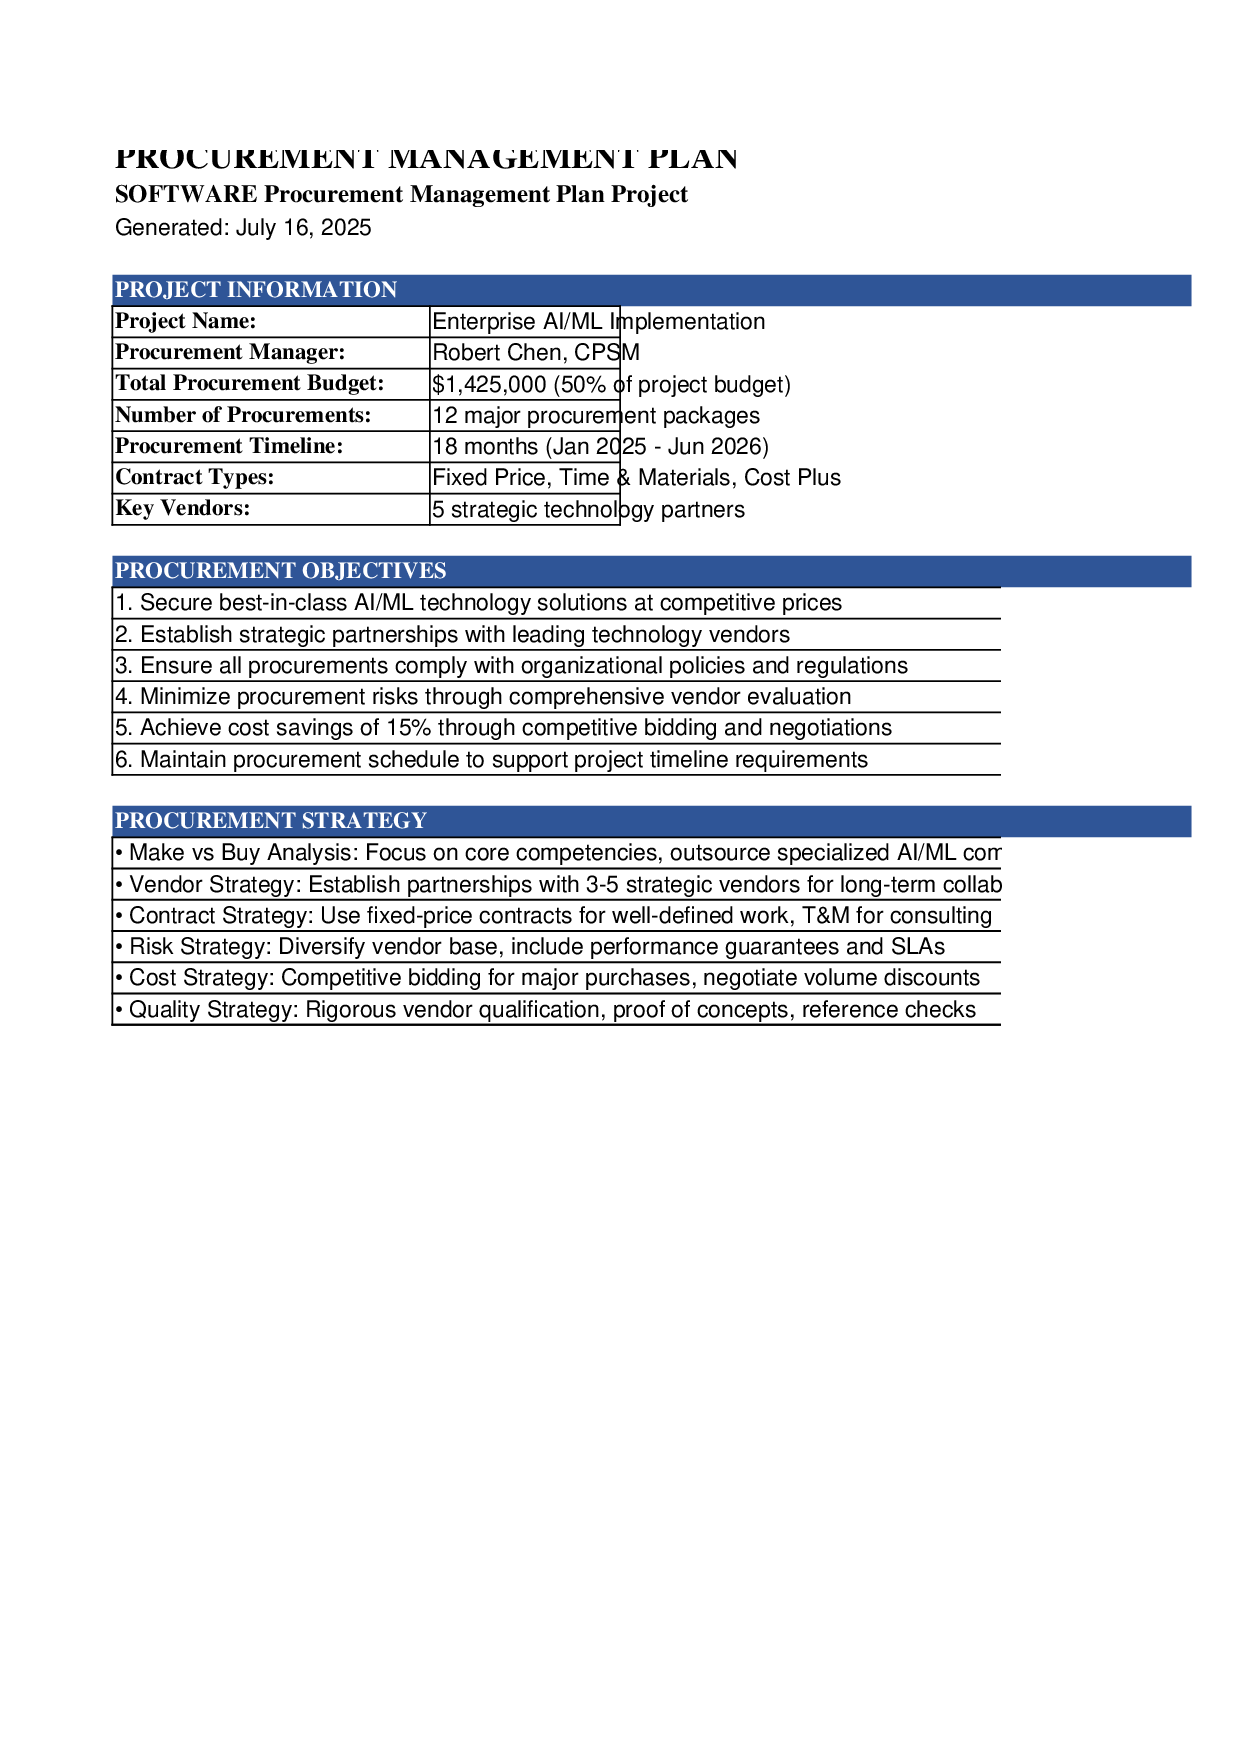 PROCUREMENT MANAGEMENT PLAN
SOFTWARE Procurement Management Plan Project
Generated: July 16, 2025
PROJECT INFORMATION
Project Name: Enterprise AI/ML Implementation
Procurement Manager: Robert Chen, CPSM
Total Procurement Budget: $1,425,000 (50% of project budget)
Number of Procurements: 12 major procurement packages
Procurement Timeline: 18 months (Jan 2025 - Jun 2026)
Contract Types: Fixed Price, Time & Materials, Cost Plus
Key Vendors: 5 strategic technology partners
PROCUREMENT OBJECTIVES
1. Secure best-in-class AI/ML technology solutions at competitive prices
2. Establish strategic partnerships with leading technology vendors
3. Ensure all procurements comply with organizational policies and regulations
4. Minimize procurement risks through comprehensive vendor evaluation
5. Achieve cost savings of 15% through competitive bidding and negotiations
6. Maintain procurement schedule to support project timeline requirements
PROCUREMENT STRATEGY
• Make vs Buy Analysis: Focus on core competencies, outsource specialized AI/ML com
• Vendor Strategy: Establish partnerships with 3-5 strategic vendors for long-term collab
• Contract Strategy: Use fixed-price contracts for well-defined work, T&M for consulting
• Risk Strategy: Diversify vendor base, include performance guarantees and SLAs
• Cost Strategy: Competitive bidding for major purchases, negotiate volume discounts
• Quality Strategy: Rigorous vendor qualification, proof of concepts, reference checks